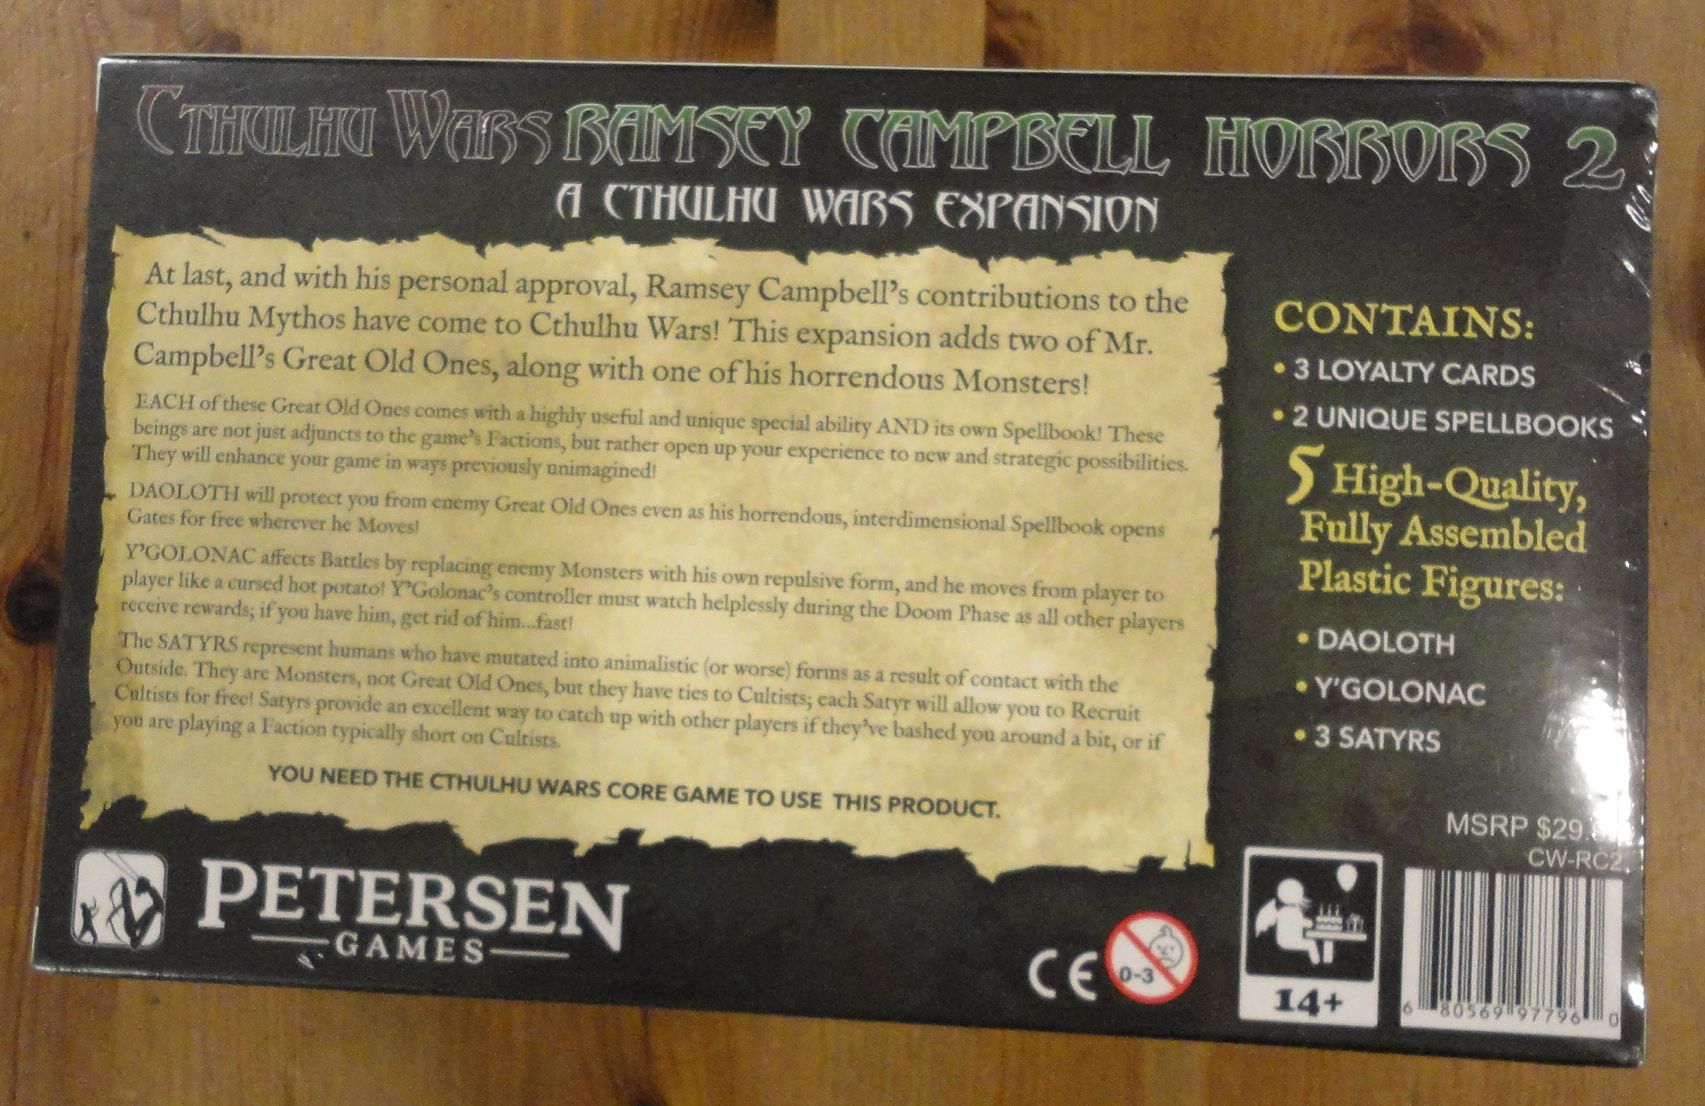 CTHULHU WARS RAMSEY CAMPBELL HORRORS 2
A CTHULHU WARS EXPANSION
At last, and with his personal approval, Ramsey Campbell's contributions to the
Cthulhu Mythos have come to Cthulhu Wars! This expansion adds two of Mr.
Campbell's Great Old Ones, along with one of his horrendous Monsters!
EACH of these Great Old Ones comes with a highly useful and unique special ability AND its own Spellbook! These
beings are not just adjuncts to the game's Factions, but rather open up your experience to new and strategic possibilities.
They will enhance your game in ways previously unimagined!
DAOLOTH will protect you from enemy Great Old Ones even as his horrendous, interdimensional Spellbook opens
Gates for free wherever he Moves!
Y'GOLONAC affects Battles by replacing enemy Monsters with his own repulsive form, and he moves from player to
player like a cursed hot potato! Y'Golonac's controller must watch helplessly during the Doom Phase as all other players
receive rewards; if you have him, get rid of him...fast!
The SATYRS represent humans who have mutated into animalistic (or worse) forms as a result of contact with the
Outside. They are Monsters, not Great Old Ones, but they have ties to Cultists; each Satyr will allow you to Recruit
Cultists for free! Satyrs provide an excellent way to catch up with other players if they've bashed you around a bit, or if
you are playing a Faction typically short on Cultists.
YOU NEED THE CTHULHU WARS CORE GAME TO USE THIS PRODUCT.
CONTAINS:
• 3 LOYALTY CARDS
• 2 UNIQUE SPELLBOOKS
5 High-Quality,
Fully Assembled
Plastic Figures:
• DAOLOTH
• Y'GOLONAC
• 3 SATYRS
MSRP $29.
CW-RC2
PETERSEN
GAMES
CE
0-3
14+
6 80569 97796 0